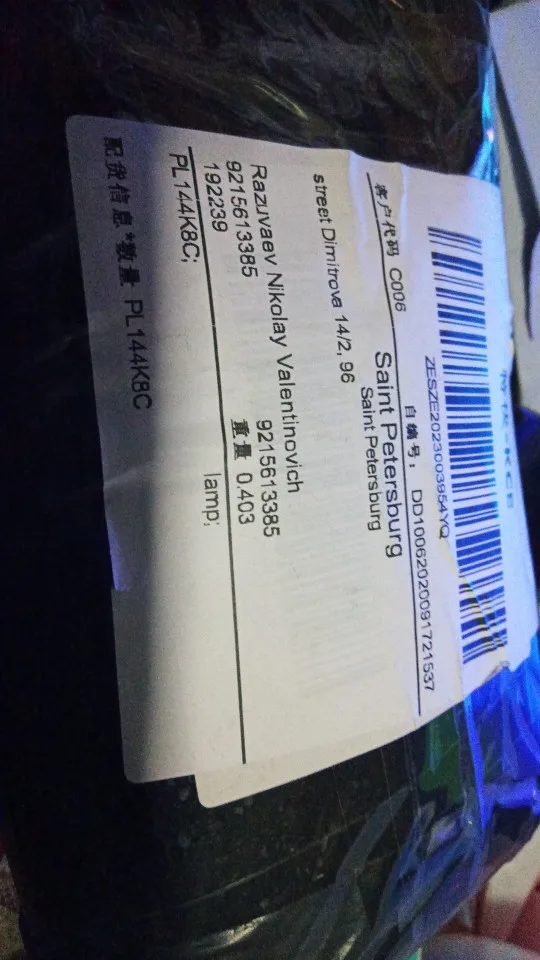 ZESZE2023003954YQ
自编号: DD10062020091721537
客户代码 C006
Saint Petersburg
Saint Petersburg
street Dimitrova 14/2, 96
Razuvaev Nikolay Valentinovich
9215613385 9215613385
192239 重量 0.403
PL144K8C; lamp;
配货信息*数量 PL144K8C